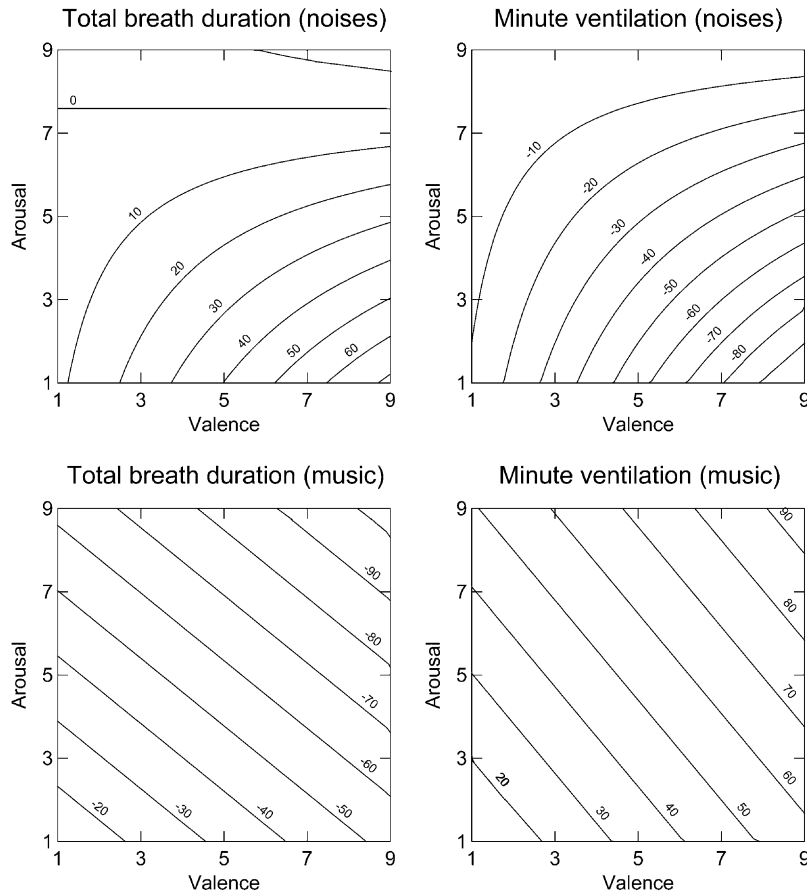 Total breath duration (noises)
Minute ventilation (noises)
9
7
5
3
1
Arousal
0
10
20
30
40
50
60
1 3 5 7 9
Valence
9
7
5
3
1
Arousal
-10
-20
-30
-40
-50
-60
-70
-80
1 3 5 7 9
Valence
Total breath duration (music)
Minute ventilation (music)
9
7
5
3
1
Arousal
-90
-80
-70
-60
-20 -30 -40 -50
1 3 5 7 9
Valence
9
7
5
3
1
Arousal
90
80
70
60
20 30 40 50
1 3 5 7 9
Valence